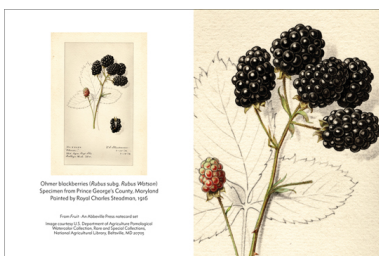 Ohmer blackberries (Rubus subg. Rubus Watson)
Specimen from Prince George's County, Maryland
Painted by Royal Charles Steadman, 1916
From Fruit: An Abbeville Press notecard set
Image courtesy U.S. Department of Agriculture Pomological
Watercolor Collection, Rare and Special Collections,
National Agricultural Library, Beltsville, MD 20705